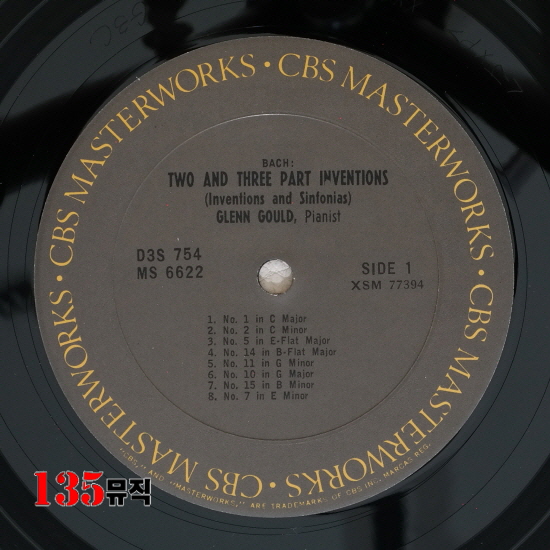 CBS MASTERWORKS · CBS MASTERWORKS · CBS MASTERWORKS · CBS MASTERWORKS ·
BACH:
TWO AND THREE PART INVENTIONS
(Inventions and Sinfonias)
GLENN GOULD, Pianist
D3S 754
MS 6622
SIDE 1
XSM 77394
1. No. 1 in C Major
2. No. 2 in C Minor
3. No. 5 in E-Flat Major
4. No. 14 in B-Flat Major
5. No. 11 in G Minor
6. No. 10 in G Major
7. No. 15 in B Minor
8. No. 7 in E Minor
"CBS," AND "MASTERWORKS," ARE TRADEMARKS OF CBS INC. MARCAS REG.
135뮤직